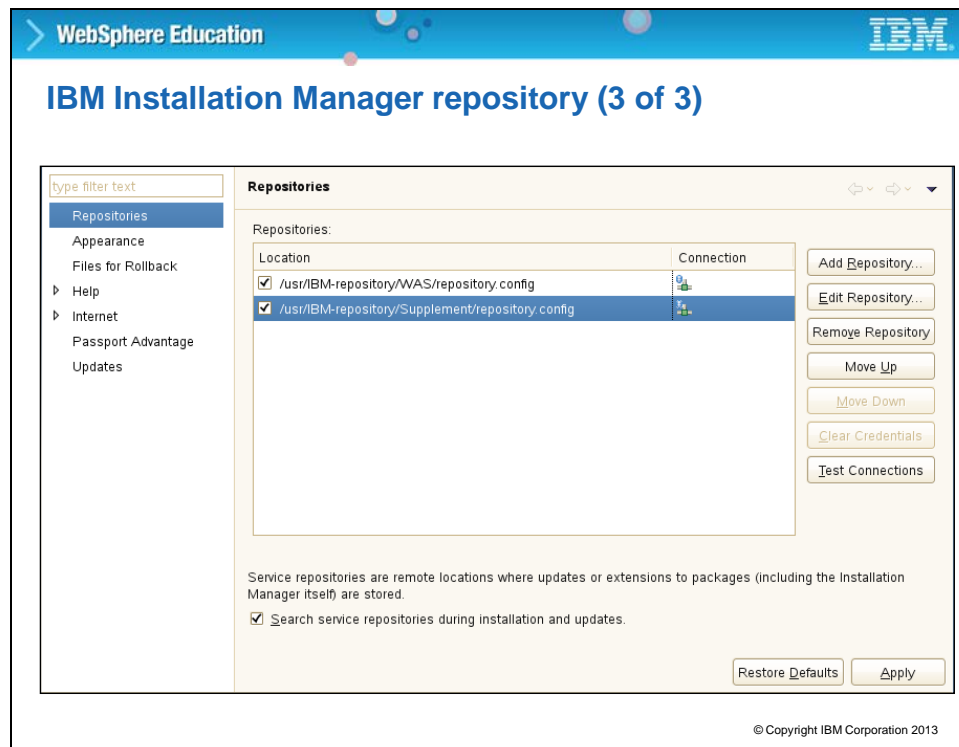 WebSphere Education
IBM.
IBM Installation Manager repository (3 of 3)
type filter text
Repositories
Appearance
Files for Rollback
Help
Internet
Passport Advantage
Updates
Repositories
Repositories:
Location Connection
/usr/IBM-repository/WAS/repository.config
/usr/IBM-repository/Supplement/repository.config
Add Repository...
Edit Repository...
Remove Repository
Move Up
Move Down
Clear Credentials
Test Connections
Service repositories are remote locations where updates or extensions to packages (including the Installation
Manager itself) are stored.
Search service repositories during installation and updates.
Restore Defaults
Apply
© Copyright IBM Corporation 2013